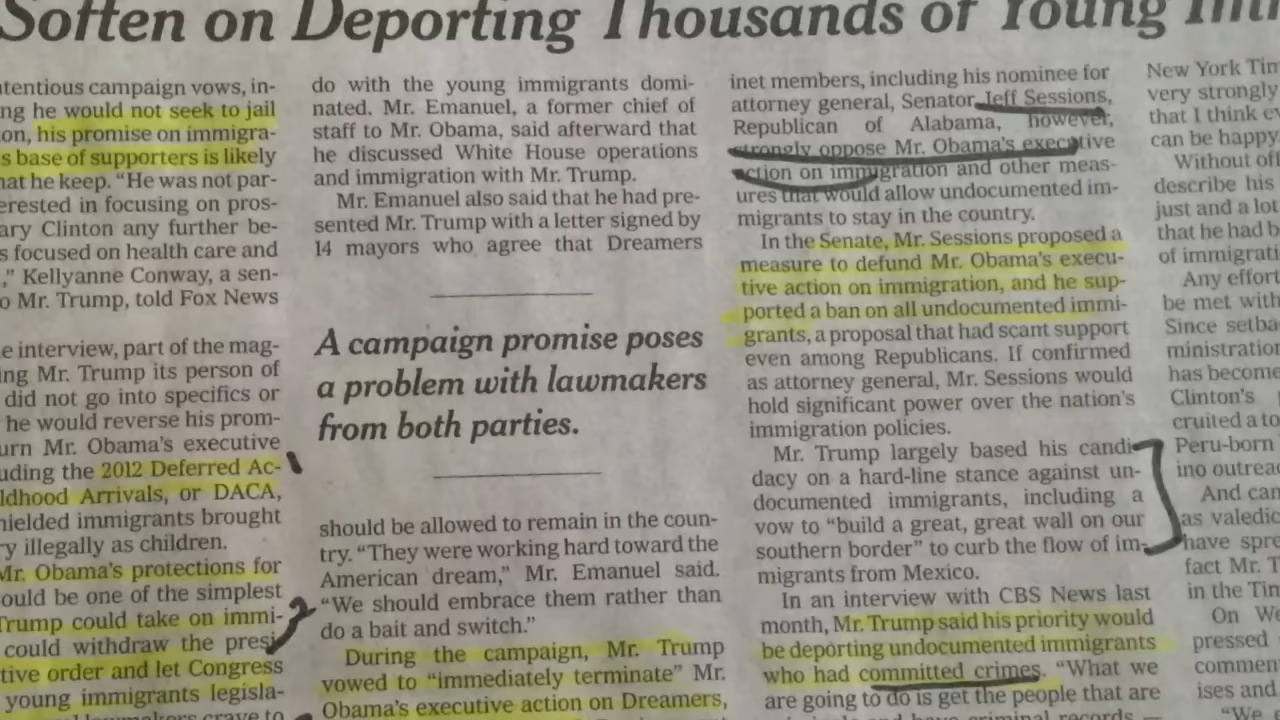 Soften on Deporting Thousands of Young
tentious campaign vows, in-
ng he would not seek to jail
on, his promise on immigra-
s base of supporters is likely
hat he keep. “He was not par-
erested in focusing on pros-
ary Clinton any further be-
s focused on health care and
,” Kellyanne Conway, a sen-
o Mr. Trump, told Fox News
e interview, part of the mag-
ing Mr. Trump its person of
did not go into specifics or
he would reverse his prom-
urn Mr. Obama’s executive
uding the 2012 Deferred Ac-
ldhood Arrivals, or DACA,
hielded immigrants brought
ry illegally as children.
Mr. Obama’s protections for
ould be one of the simplest
Trump could take on immi-
could withdraw the presi-
tive order and let Congress
young immigrants legisla-
lawmakers crave to
do with the young immigrants domi-
nated. Mr. Emanuel, a former chief of
staff to Mr. Obama, said afterward that
he discussed White House operations
and immigration with Mr. Trump.
Mr. Emanuel also said that he had pre-
sented Mr. Trump with a letter signed by
14 mayors who agree that Dreamers
A campaign promise poses
a problem with lawmakers
from both parties.
should be allowed to remain in the coun-
try. “They were working hard toward the
American dream,” Mr. Emanuel said.
“We should embrace them rather than
do a bait and switch.”
During the campaign, Mr. Trump
vowed to “immediately terminate” Mr.
Obama’s executive action on Dreamers,
inet members, including his nominee for
attorney general, Senator Jeff Sessions,
Republican of Alabama, however,
strongly oppose Mr. Obama’s executive
action on immigration and other meas-
ures that would allow undocumented im-
migrants to stay in the country.
In the Senate, Mr. Sessions proposed a
measure to defund Mr. Obama’s execu-
tive action on immigration, and he sup-
ported a ban on all undocumented immi-
grants, a proposal that had scant support
even among Republicans. If confirmed
as attorney general, Mr. Sessions would
hold significant power over the nation’s
immigration policies.
Mr. Trump largely based his candi-
dacy on a hard-line stance against un-
documented immigrants, including a
vow to “build a great, great wall on our
southern border” to curb the flow of im-
migrants from Mexico.
In an interview with CBS News last
month, Mr. Trump said his priority would
be deporting undocumented immigrants
who had committed crimes. “What we
are going to do is get the people that are
criminal and have criminal records,
New York Tim
very strongly
that I think ev
can be happy
Without off
describe his
just and a lot
that he had b
of immigrati
Any effort
be met with
Since setba
ministration
has become
Clinton’s
cruited a to
Peru-born
ino outreac
And can
as valedic
have spre
fact Mr. T
in the Tim
On We
pressed
commen
ises and
“We